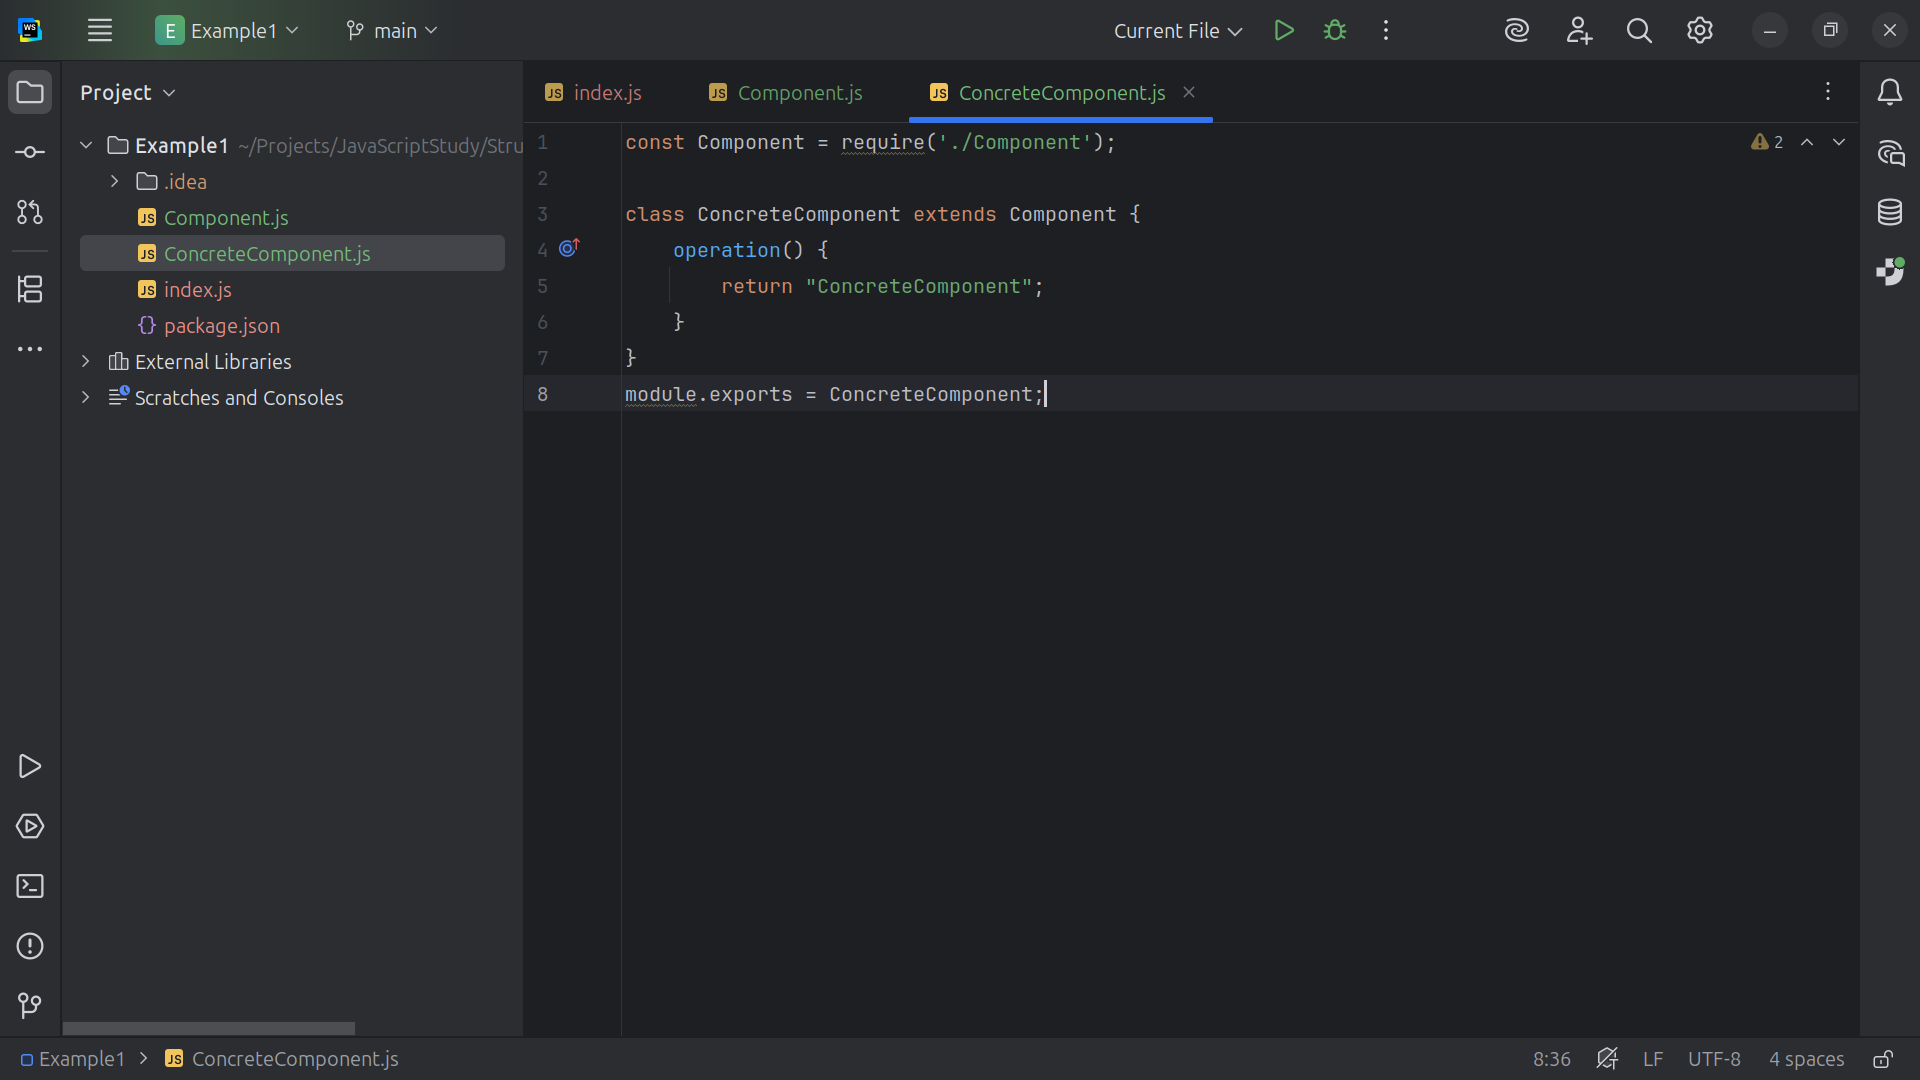 WS
E Example1
main
Current File
Project
index.js
Component.js
ConcreteComponent.js
Example1 ~/Projects/JavaScriptStudy/Stru
.idea
Component.js
ConcreteComponent.js
index.js
package.json
External Libraries
Scratches and Consoles
1 const Component = require('./Component');
2
3 class ConcreteComponent extends Component {
4 operation() {
5 return "ConcreteComponent";
6 }
7 }
8 module.exports = ConcreteComponent;
2
Example1 > JS ConcreteComponent.js
8:36 LF UTF-8 4 spaces